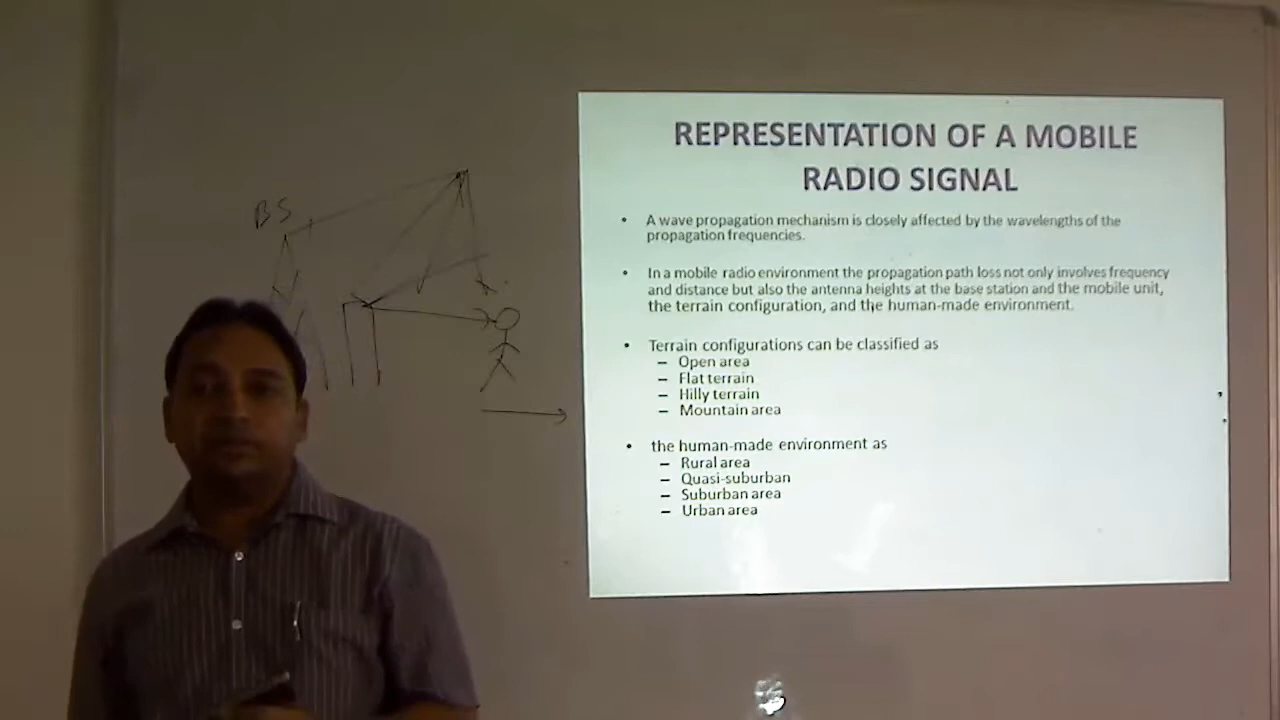 BS
REPRESENTATION OF A MOBILE
RADIO SIGNAL
• A wave propagation mechanism is closely affected by the wavelengths of the
propagation frequencies.
• In a mobile radio environment the propagation path loss not only involves frequency
and distance but also the antenna heights at the base station and the mobile unit,
the terrain configuration, and the human-made environment.
• Terrain configurations can be classified as
– Open area
– Flat terrain
– Hilly terrain
– Mountain area
• the human-made environment as
– Rural area
– Quasi-suburban
– Suburban area
– Urban area